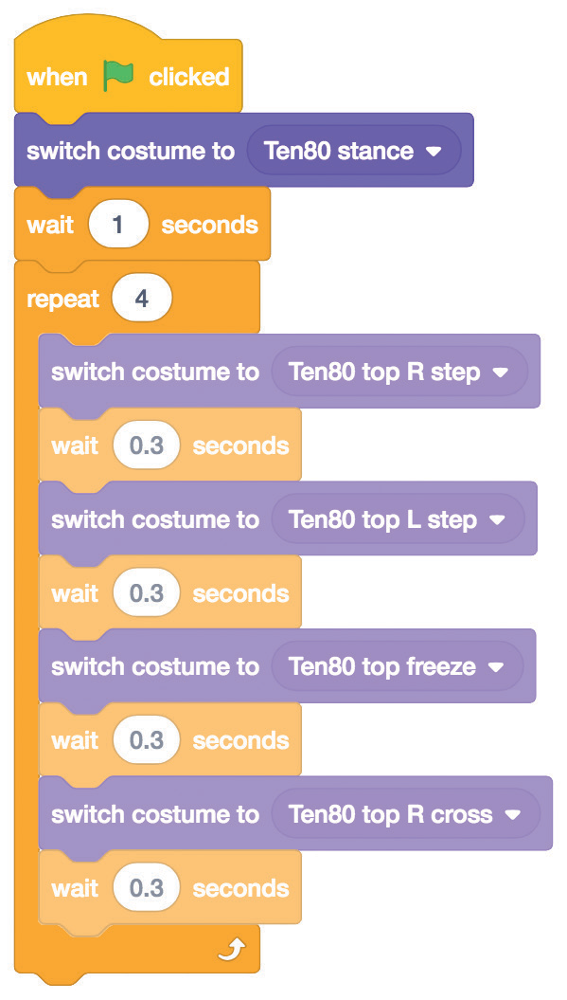 when clicked
switch costume to Ten80 stance
wait 1 seconds
repeat 4
switch costume to Ten80 top R step
wait 0.3 seconds
switch costume to Ten80 top L step
wait 0.3 seconds
switch costume to Ten80 top freeze
wait 0.3 seconds
switch costume to Ten80 top R cross
wait 0.3 seconds